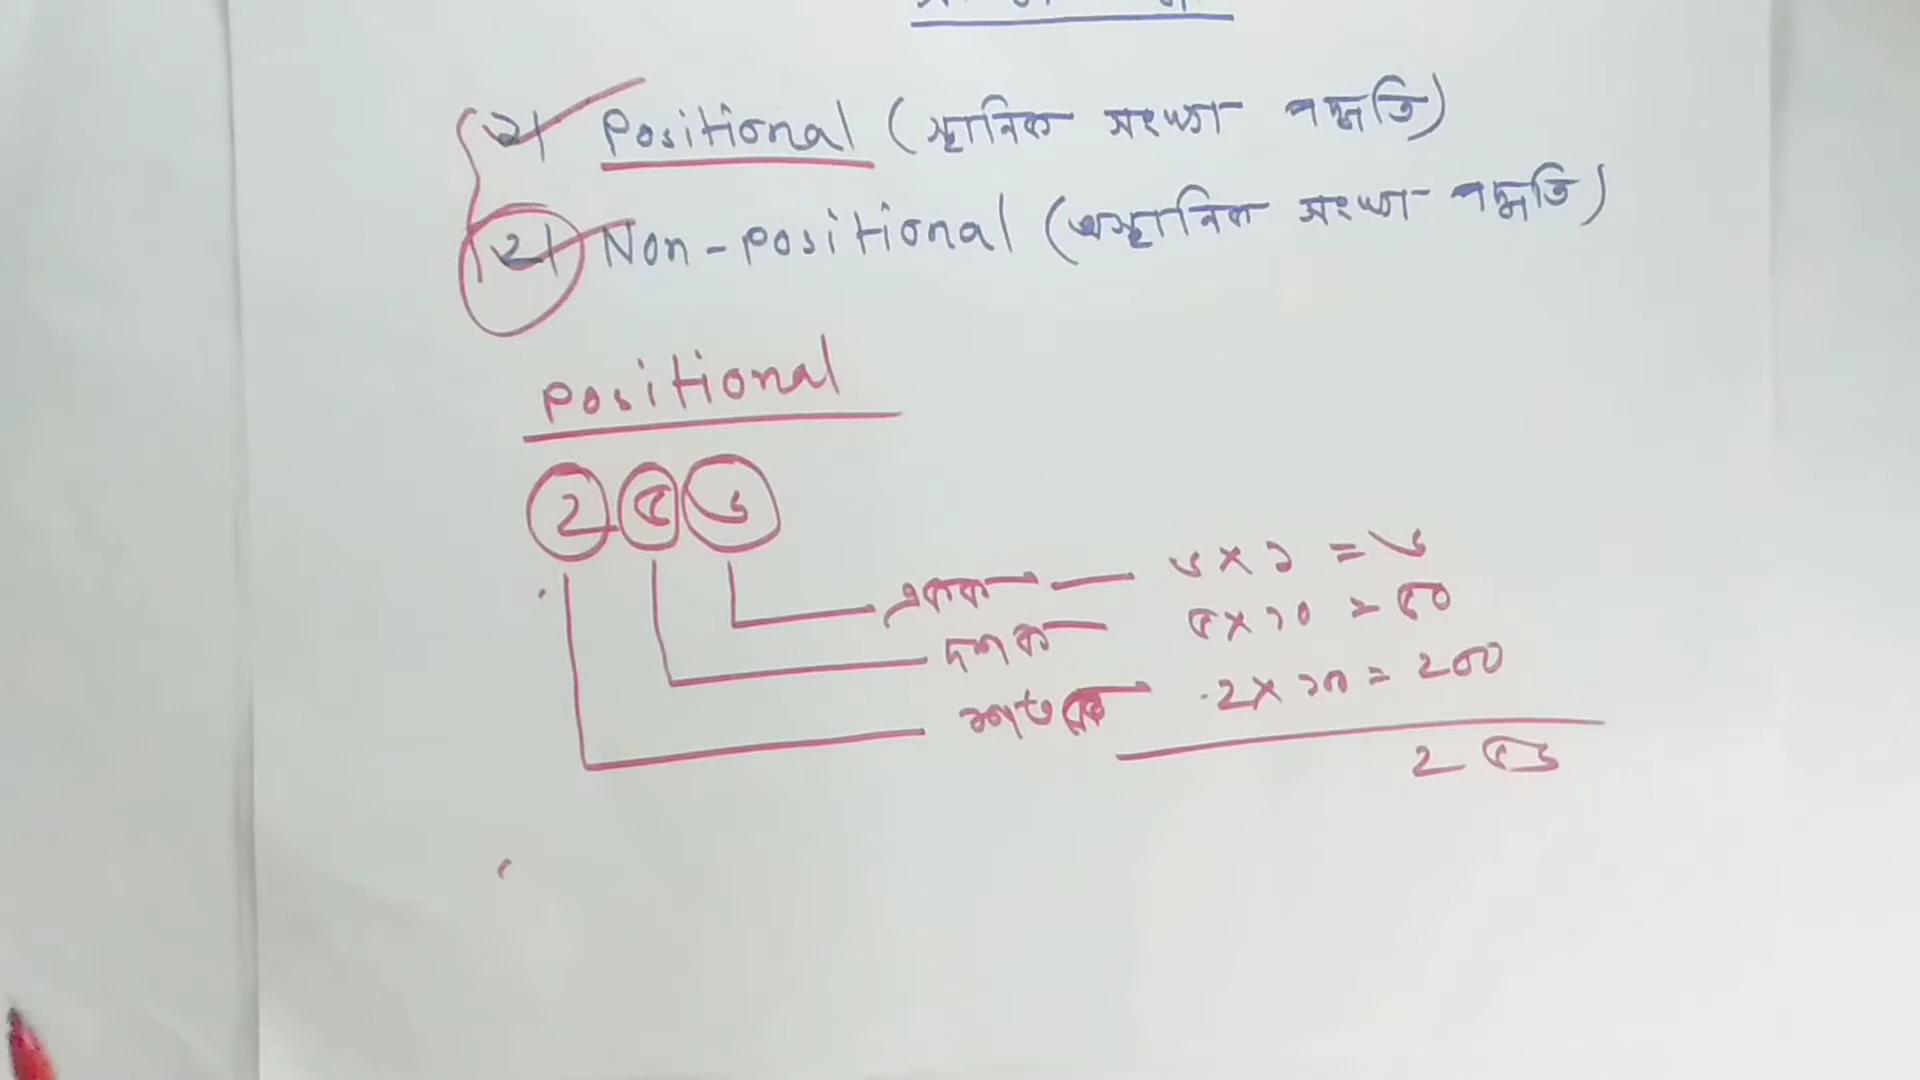 ১। Positional (স্থানিক সংখ্যা পদ্ধতি)
২। Non-positional (অস্থানিক সংখ্যা পদ্ধতি)
Positional
২ ৫ ৬
একক — ৬ × ১ = ৬
দশক — ৫ × ১০ = ৫০
শতক — ২ × ১০০ = ২০০
২৫৬